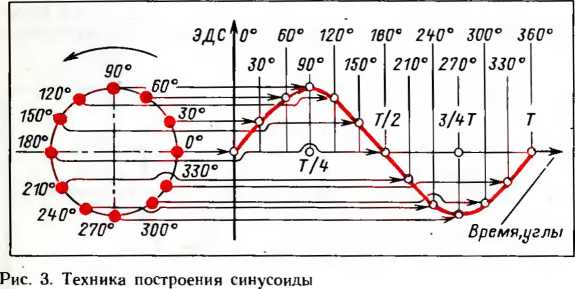 ЭДС 0° 60° 120° 180° 240° 300° 360°
30° 90° 150° 210° 270° 330°
90°
120° 60°
150° 30°
180° 0°
210° 330°
240° 300°
270°
T/4 T/2 3/4T T
Время, углы
Рис. 3. Техника построения синусоиды